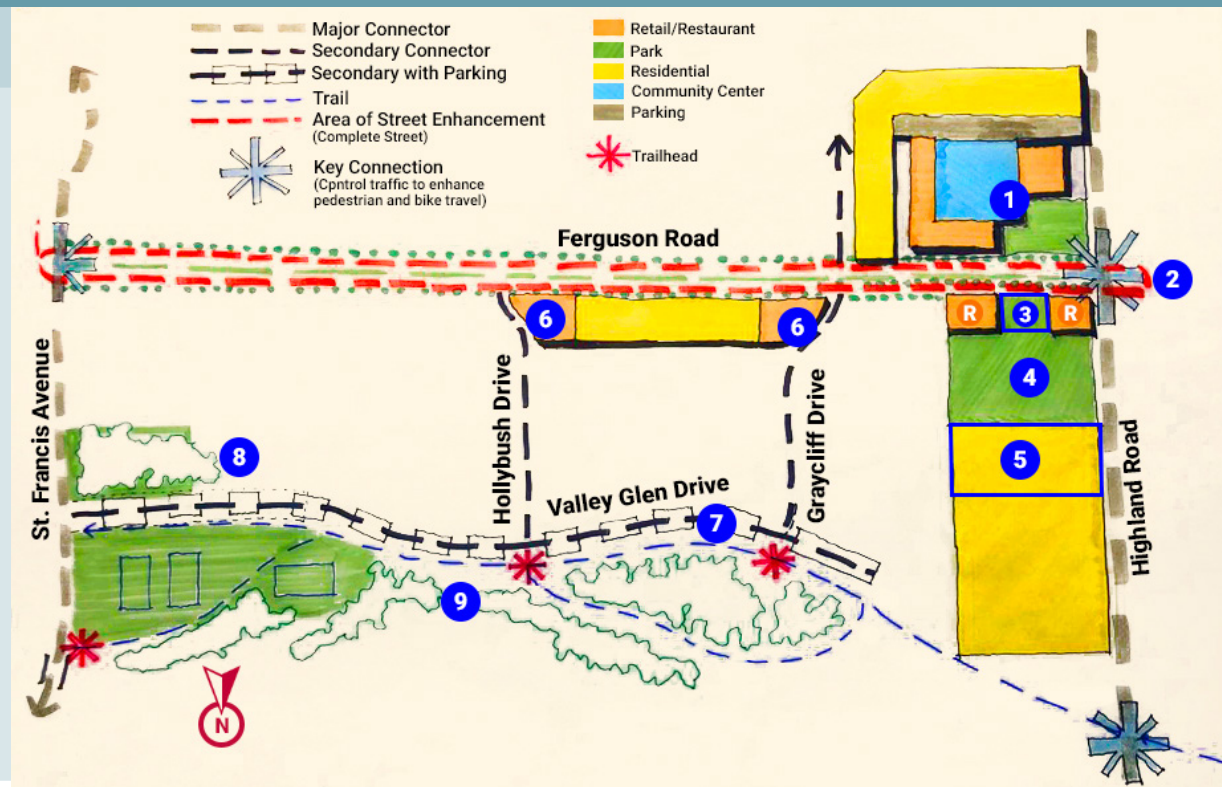 Major Connector
Secondary Connector
Secondary with Parking
Trail
Area of Street Enhancement
(Complete Street)
Key Connection
(Cpntrol traffic to enhance
pedestrian and bike travel)
Retail/Restaurant
Park
Residential
Community Center
Parking
Trailhead
1
Ferguson Road
2
6
6
R
3
R
4
5
St. Francis Avenue
Hollybush Drive
Graycliff Drive
Highland Road
8
Valley Glen Drive
7
9
N